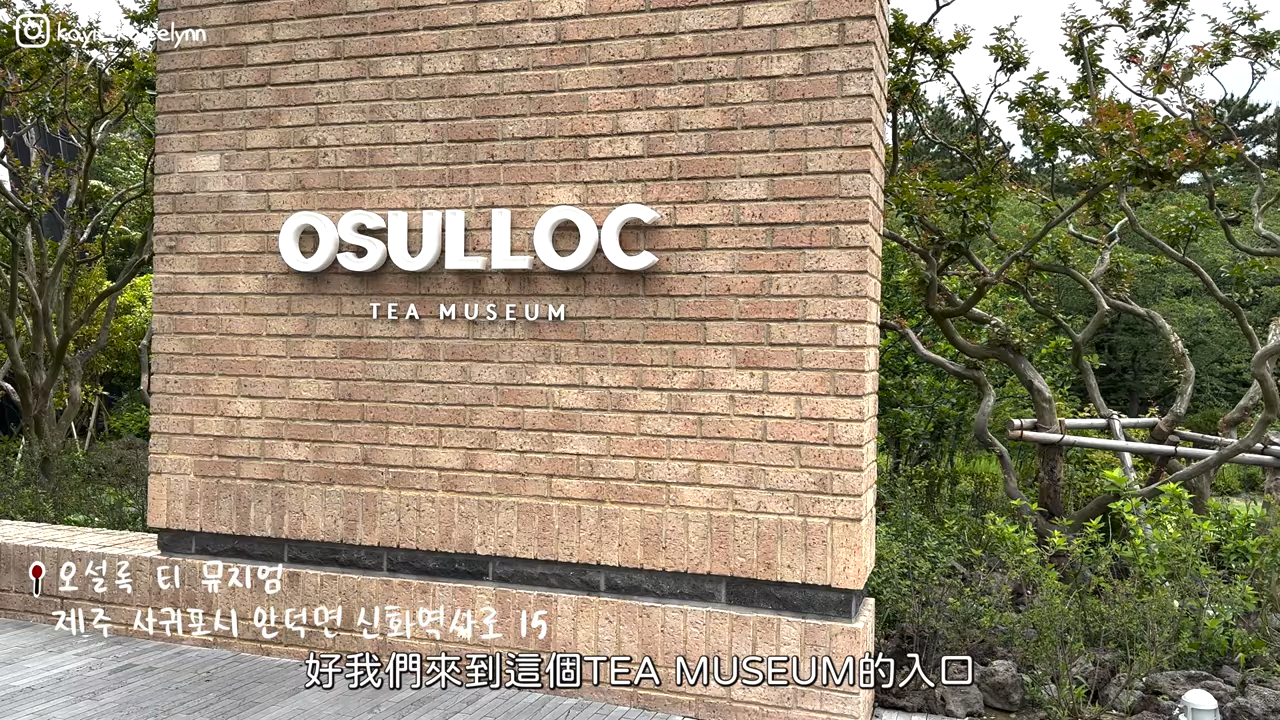 OSULLOC
TEA MUSEUM
오설록 티 뮤지엄
제주 사귀포시 안덕면 신화역사로 15
好我們來到這個TEA MUSEUM的入口